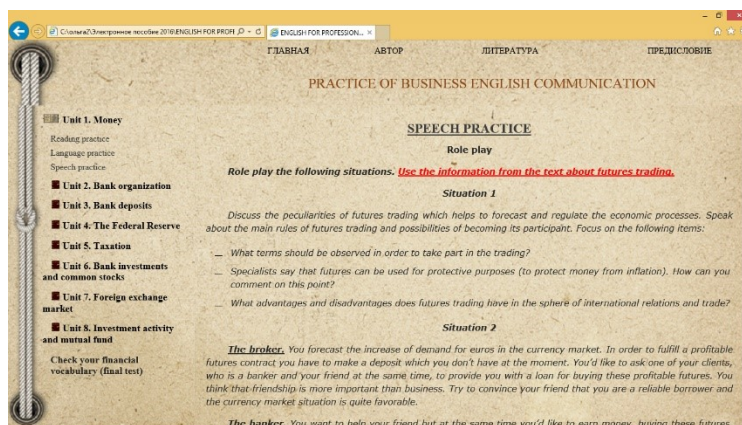 C:\ольга2\Электронное пособие 2016\ENGLISH FOR PROFI
ENGLISH FOR PROFESSION...
ГЛАВНАЯ АВТОР ЛИТЕРАТУРА ПРЕДИСЛОВИЕ
PRACTICE OF BUSINESS ENGLISH COMMUNICATION
Unit 1. Money
Reading practice
Language practice
Speech practice
Unit 2. Bank organization
Unit 3. Bank deposits
Unit 4. The Federal Reserve
Unit 5. Taxation
Unit 6. Bank investments
and common stocks
Unit 7. Foreign exchange
market
Unit 8. Investment activity
and mutual fund
Check your financial
vocabulary (final test)
SPEECH PRACTICE
Role play
Role play the following situations. Use the information from the text about futures trading.
Situation 1
Discuss the peculiarities of futures trading which helps to forecast and regulate the economic processes. Speak
about the main rules of futures trading and possibilities of becoming its participant. Focus on the following items:
— What terms should be observed in order to take part in the trading?
— Specialists say that futures can be used for protective purposes (to protect money from inflation). How can you
comment on this point?
— What advantages and disadvantages does futures trading have in the sphere of international relations and trade?
Situation 2
The broker. You forecast the increase of demand for euros in the currency market. In order to fulfill a profitable
futures contract you have to make a deposit which you don't have at the moment. You'd like to ask one of your clients,
who is a banker and your friend at the same time, to provide you with a loan for buying these profitable futures. You
think that friendship is more important than business. Try to convince your friend that you are a reliable borrower and
the currency market situation is quite favorable.
The banker. You want to help your friend but at the same time you'd like to earn money, buying these futures